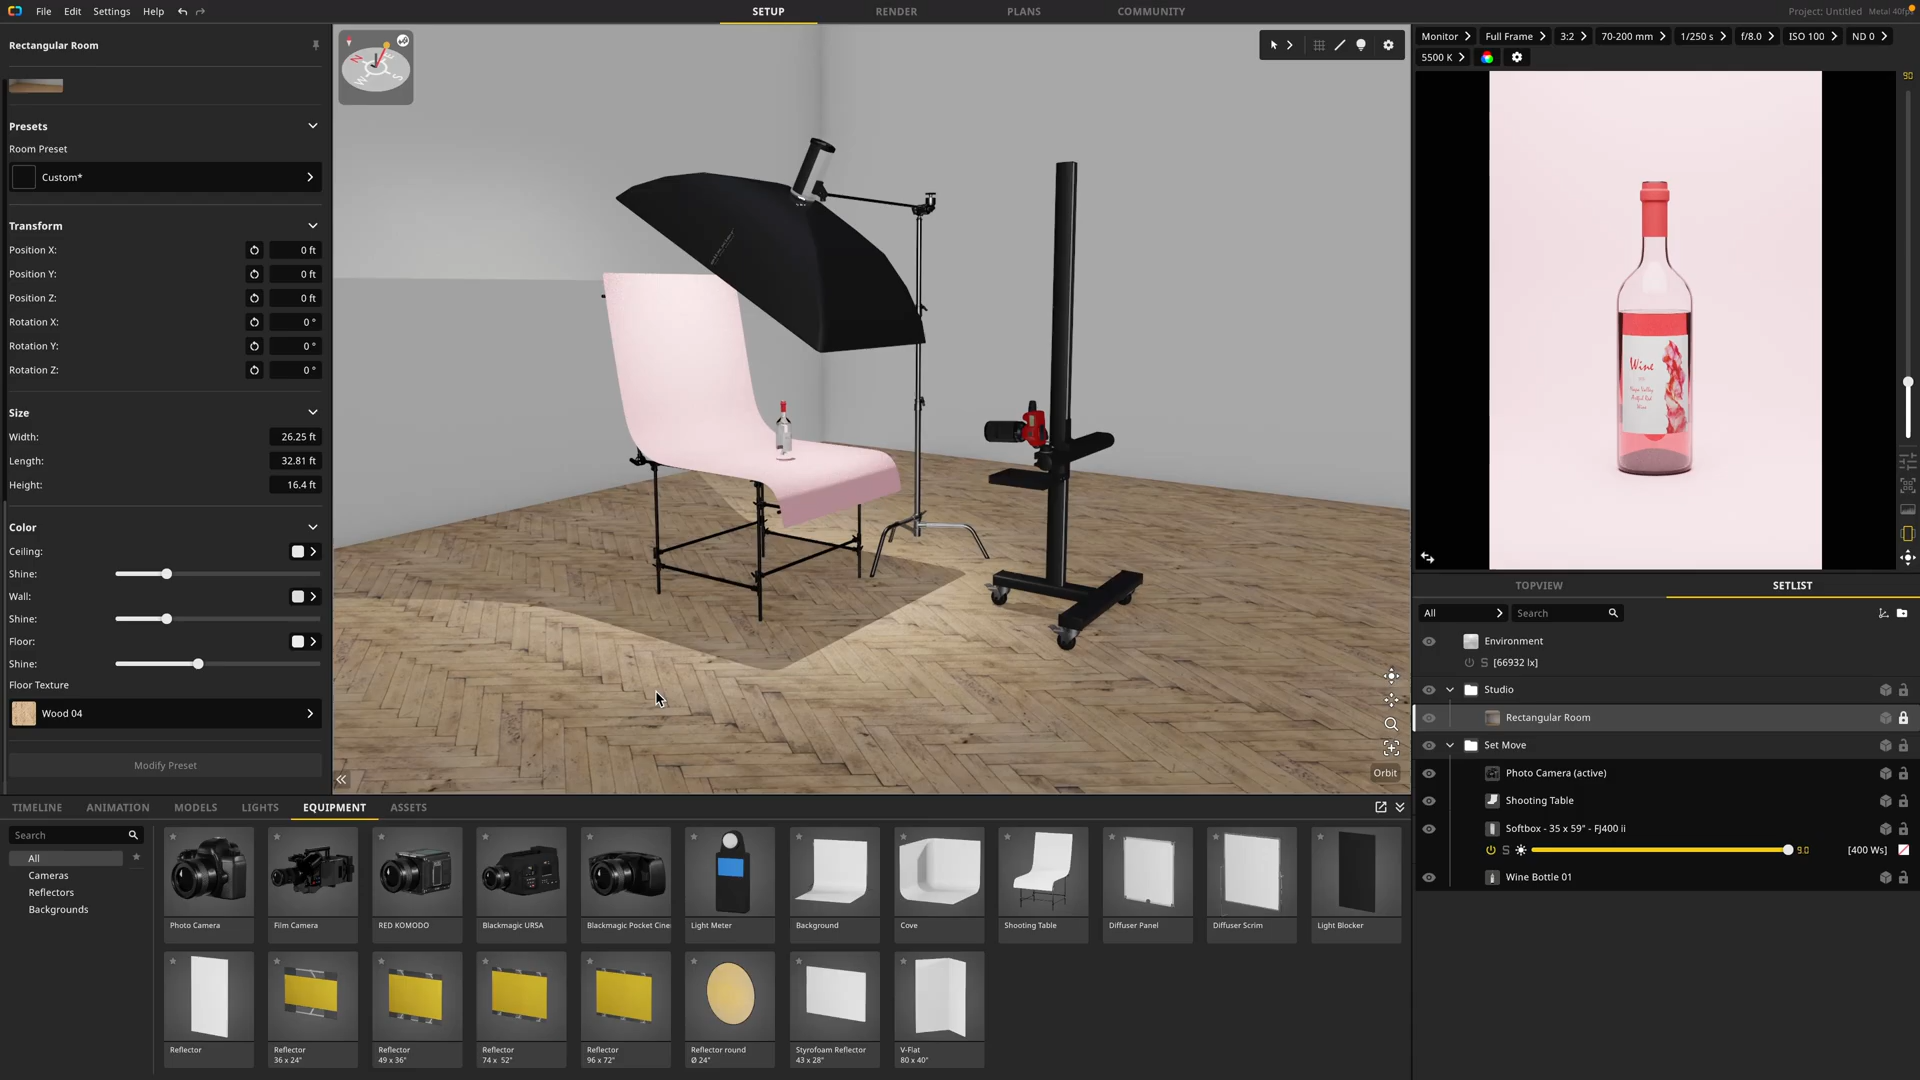 File Edit Settings Help
SETUP RENDER PLANS COMMUNITY
Project: Untitled
Rectangular Room
Presets
Room Preset
Custom*
Transform
Position X: 0 ft
Position Y: 0 ft
Position Z: 0 ft
Rotation X: 0 °
Rotation Y: 0 °
Rotation Z: 0 °
Size
Width: 26.25 ft
Length: 32.81 ft
Height: 16.4 ft
Color
Ceiling:
Shine:
Wall:
Shine:
Floor:
Shine:
Floor Texture
Wood 04
Modify Preset
N E S W
Orbit
Monitor Full Frame 3:2 70-200 mm 1/250 s f/8.0 ISO 100 ND 0
5500 K
90
Wine
TOPVIEW SETLIST
All Search
Environment
S [66932 lx]
Studio
Rectangular Room
Set Move
Photo Camera (active)
Shooting Table
Softbox - 35 x 59" - FJ400 ii
S 9.0 [400 Ws]
Wine Bottle 01
TIMELINE ANIMATION MODELS LIGHTS EQUIPMENT ASSETS
Search
All
Cameras
Reflectors
Backgrounds
Photo Camera Film Camera RED KOMODO Blackmagic URSA Blackmagic Pocket Cine Light Meter Background Cove Shooting Table Diffuser Panel Diffuser Scrim Light Blocker
Reflector Reflector Reflector Reflector Reflector Reflector round Styrofoam Reflector V-Flat
36 x 24" 49 x 36" 74 x 52" 96 x 72" Ø 24" 43 x 28" 80 x 40"